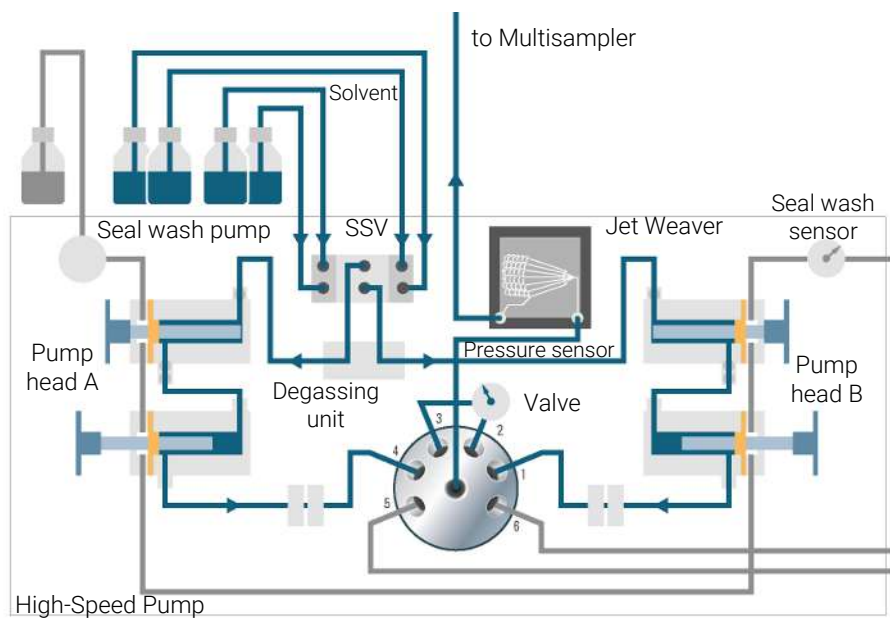 to Multisampler
Solvent
Seal wash pump
SSV
Jet Weaver
Seal wash
sensor
Pump
head A
Degassing
unit
Pressure sensor
Valve
Pump
head B
3
2
4
1
5
6
High-Speed Pump